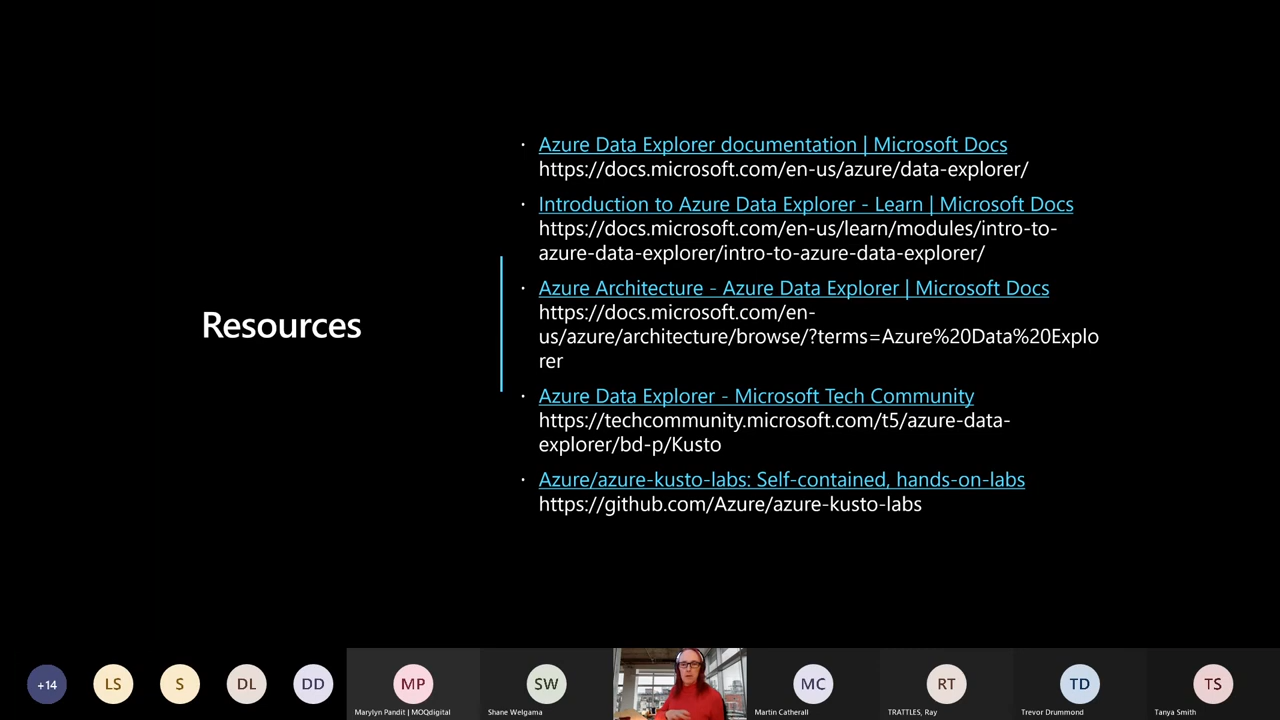 Resources
· Azure Data Explorer documentation | Microsoft Docs
https://docs.microsoft.com/en-us/azure/data-explorer/
· Introduction to Azure Data Explorer - Learn | Microsoft Docs
https://docs.microsoft.com/en-us/learn/modules/intro-to-
azure-data-explorer/intro-to-azure-data-explorer/
· Azure Architecture - Azure Data Explorer | Microsoft Docs
https://docs.microsoft.com/en-
us/azure/architecture/browse/?terms=Azure%20Data%20Explo
rer
· Azure Data Explorer - Microsoft Tech Community
https://techcommunity.microsoft.com/t5/azure-data-
explorer/bd-p/Kusto
· Azure/azure-kusto-labs: Self-contained, hands-on-labs
https://github.com/Azure/azure-kusto-labs
+14 LS S DL DD MP SW MC RT TD TS
Marylyn Pandit | MOQdigital Shane Welgama Martin Catherall TRATTLES, Ray Trevor Drummond Tanya Smith